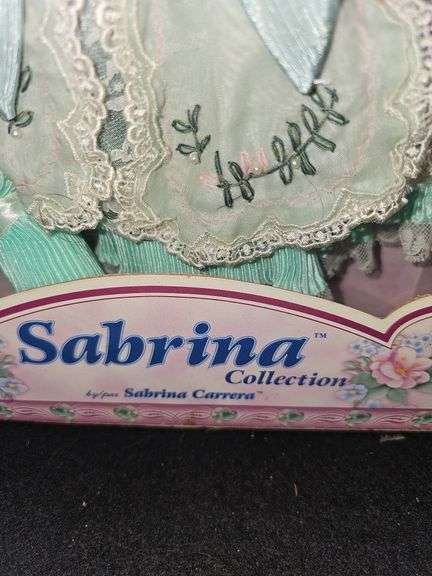 Sabrina™
Collection
by/par Sabrina Carrera™